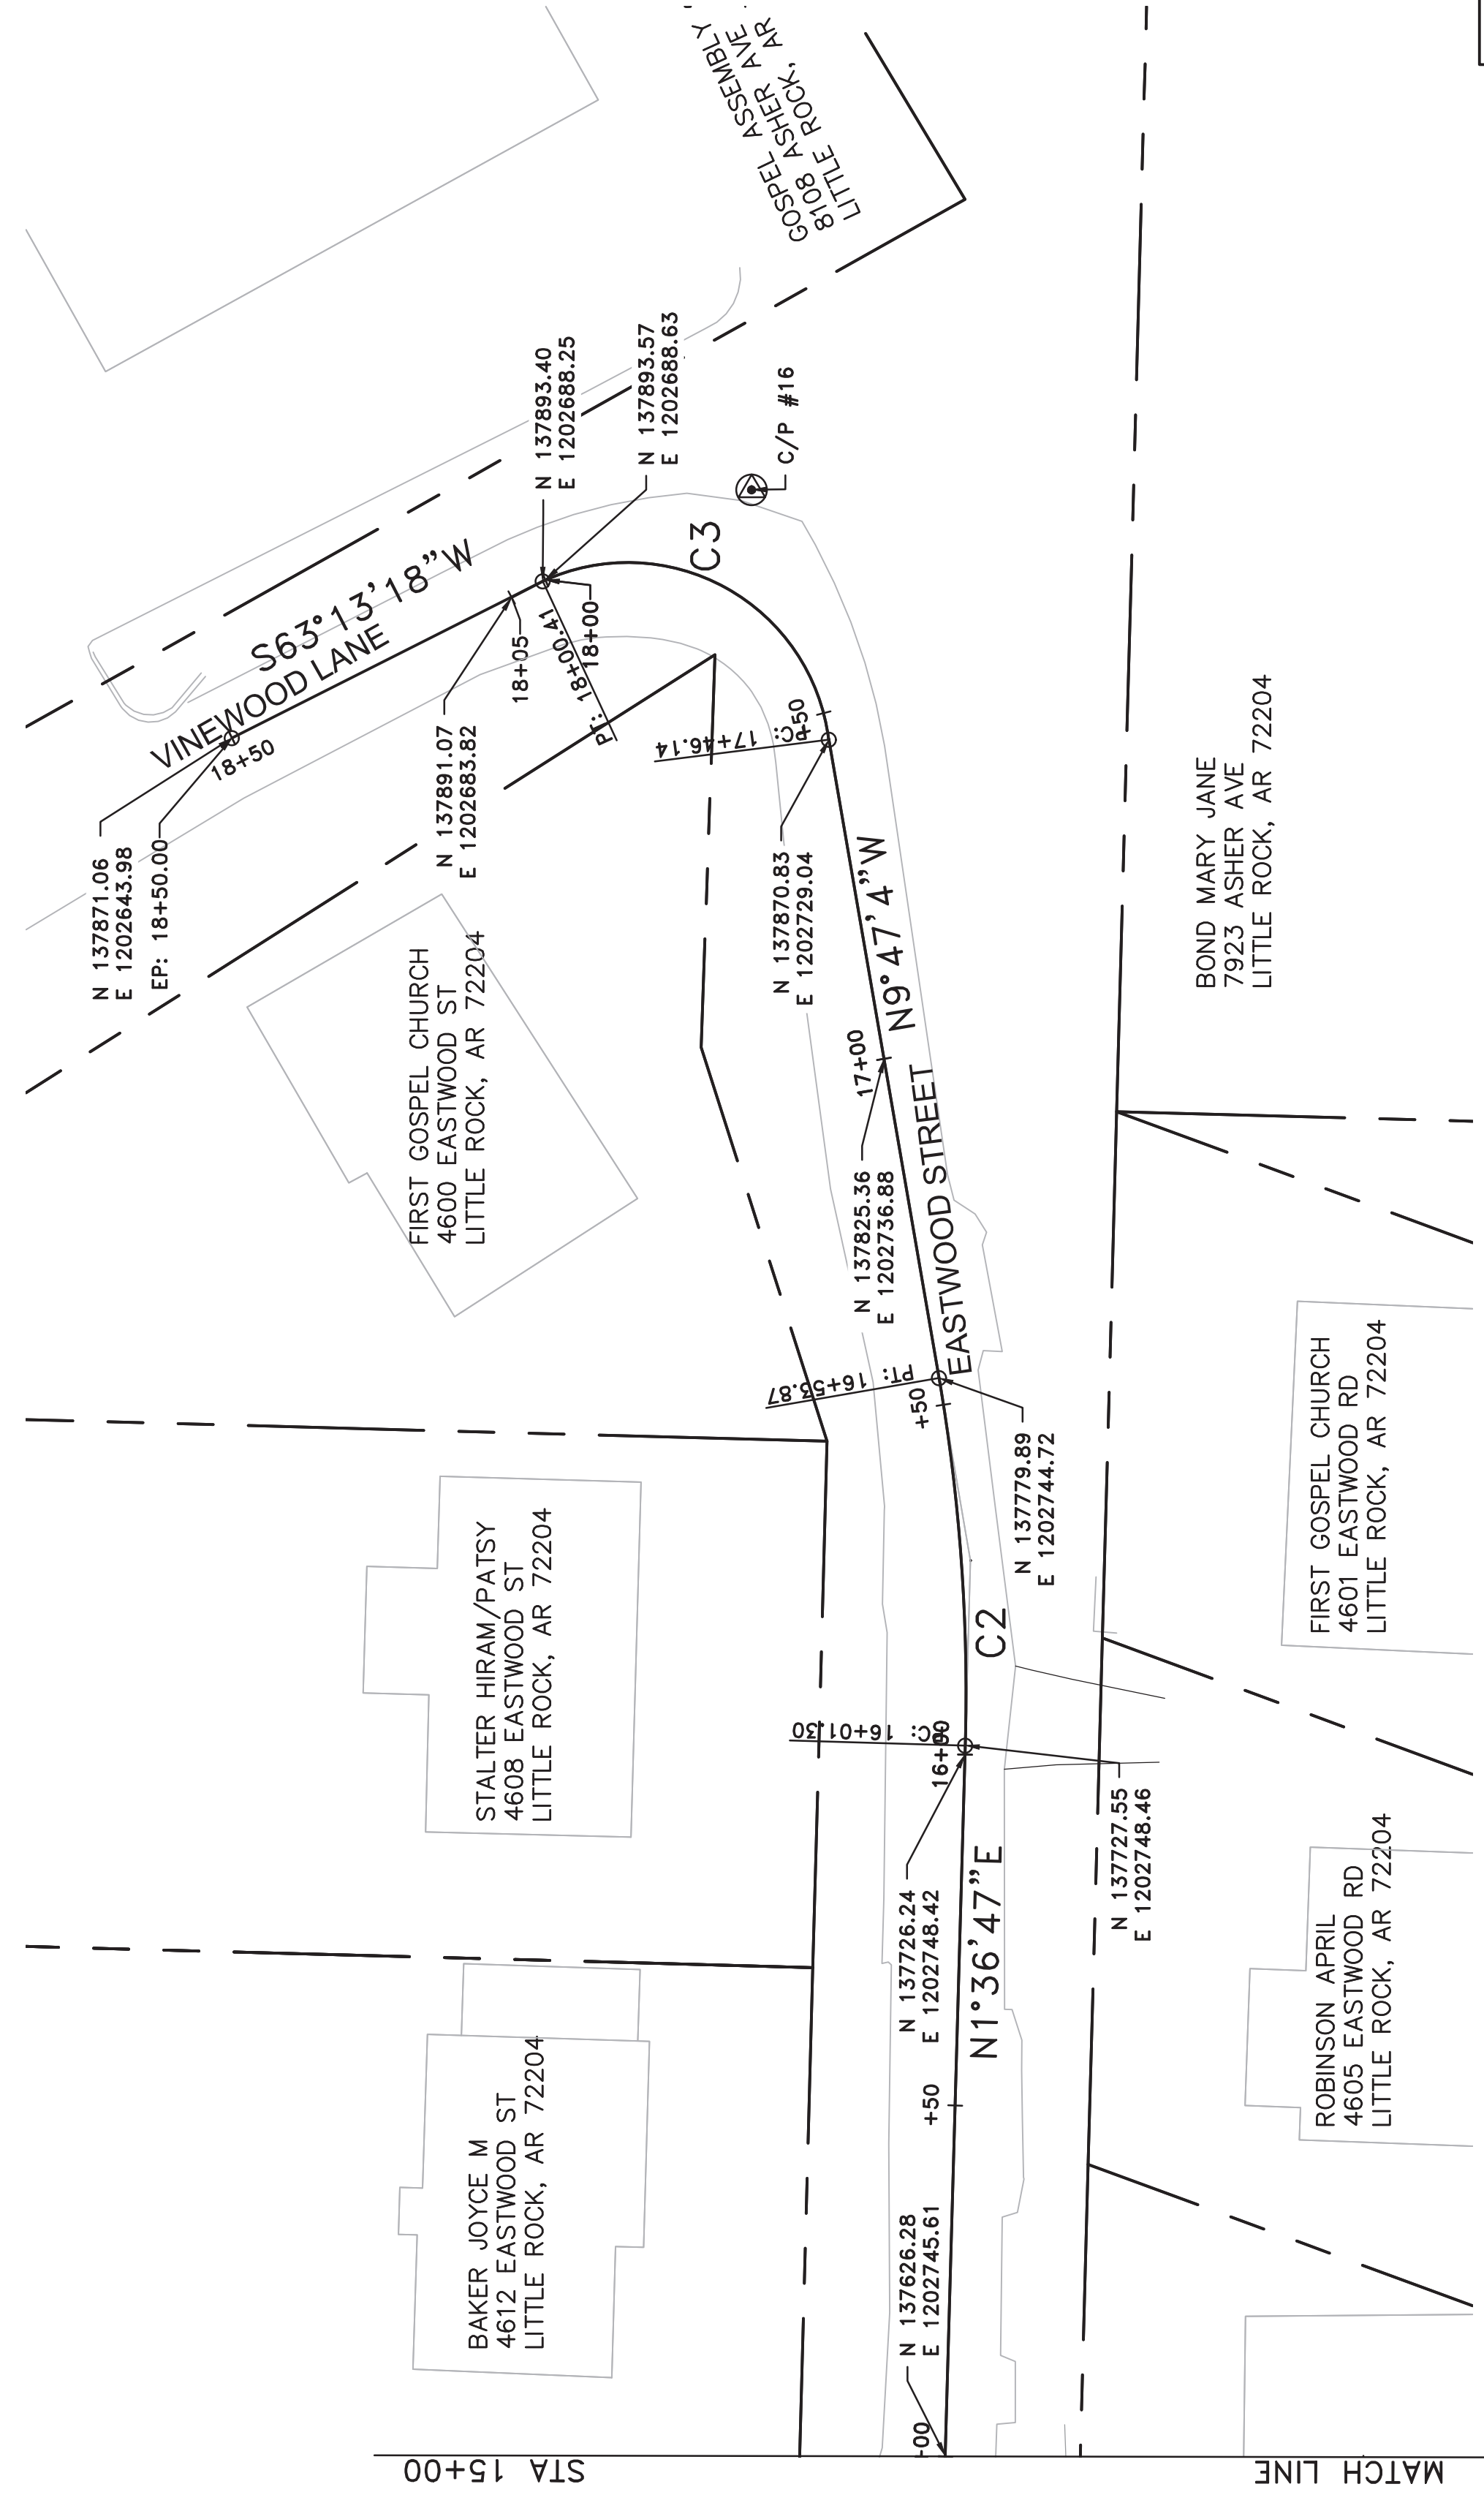 GOSPEL ASSEMBLY
8108 ASHER AVE
LITTLE ROCK, AR
N 137893.40
E 1202688.25
N 137893.57
E 1202688.63
C/P #16
C3
S63°13'18"W
VINEWOOD LANE
18+50
18+05
18+00
PT: 18+00.41
N 137871.06
E 1202643.98
EP: 18+50.00
N 137891.07
E 1202683.82
+50
PC: 17+46.14
N 137870.83
E 1202729.04
N9°47'4"W
17+00
EASTWOOD STREET
N 137825.36
E 1202736.88
FIRST GOSPEL CHURCH
4600 EASTWOOD ST
LITTLE ROCK, AR 72204
BOND MARY JANE
7923 ASHER AVE
LITTLE ROCK, AR 72204
PT: 16+53.87
+50
N 137779.89
E 1202744.72
FIRST GOSPEL CHURCH
4601 EASTWOOD RD
LITTLE ROCK, AR 72204
STALTER HIRAM/PATSY
4608 EASTWOOD ST
LITTLE ROCK, AR 72204
C2
PC: 16+01.30
16+00
N 137727.55
E 1202748.46
N 137726.24
E 1202748.42
N1°36'47"E
+50
ROBINSON APRIL
4605 EASTWOOD RD
LITTLE ROCK, AR 72204
BAKER JOYCE M
4612 EASTWOOD ST
LITTLE ROCK, AR 72204
N 137626.28
E 1202745.61
+00
STA 15+00
MATCH LINE